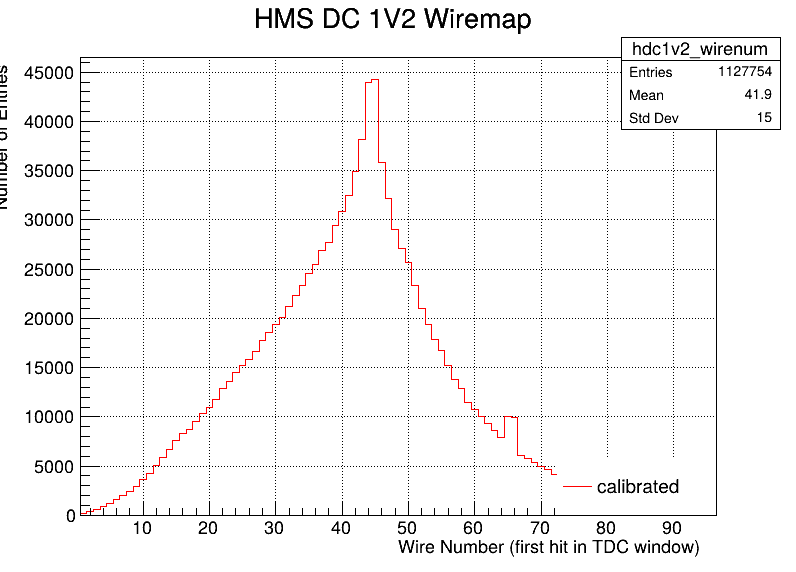 HMS DC 1V2 Wiremap
hdc1v2_wirenum
Entries 1127754
Mean 41.9
Std Dev 15
Number of Entries
45000
40000
35000
30000
25000
20000
15000
10000
5000
0
10 20 30 40 50 60 70 80 90
calibrated
Wire Number (first hit in TDC window)